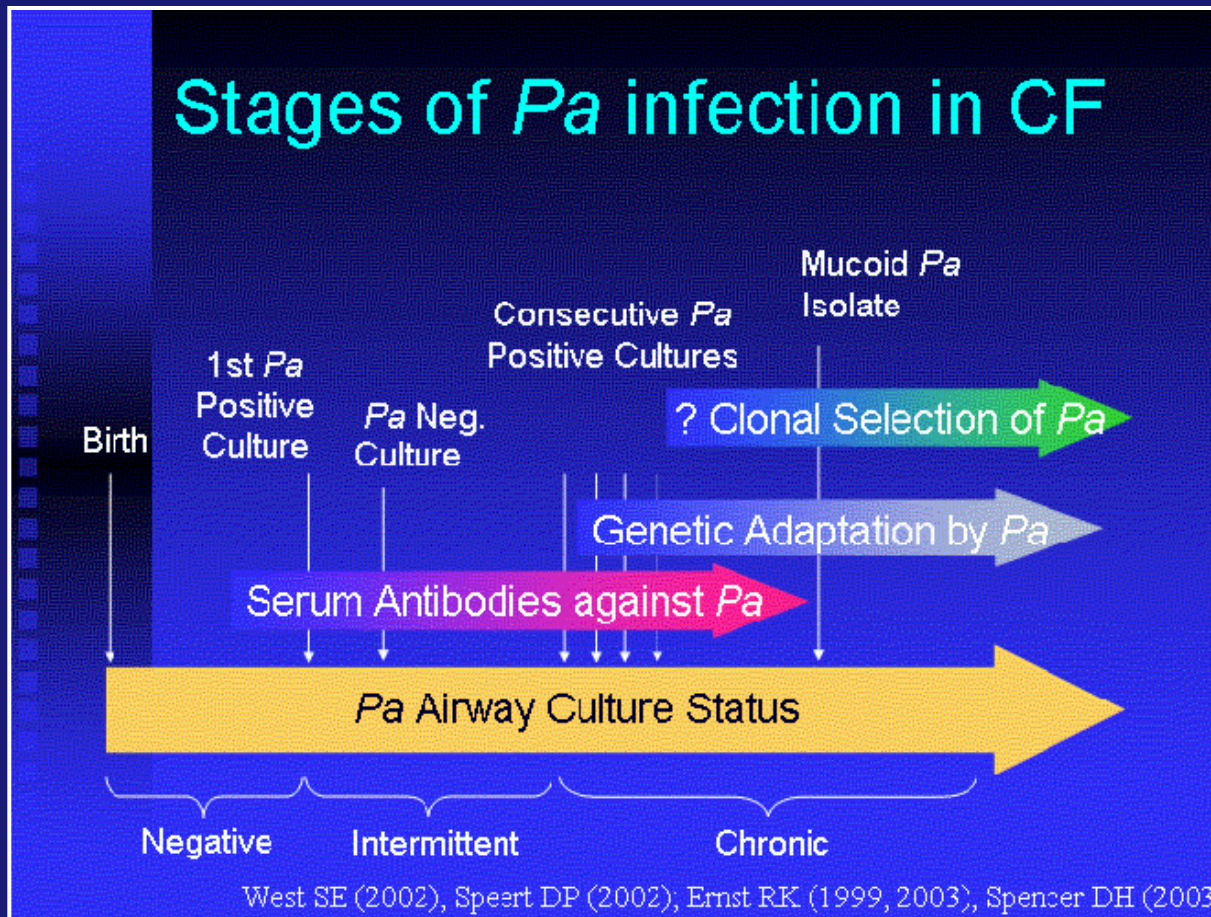 Stages of Pa infection in CF
Birth
1st Pa
Positive
Culture
Pa Neg.
Culture
Consecutive Pa
Positive Cultures
Mucoid Pa
Isolate
? Clonal Selection of Pa
Genetic Adaptation by Pa
Serum Antibodies against Pa
Pa Airway Culture Status
Negative
Intermittent
Chronic
West SE (2002), Speert DP (2002); Ernst RK (1999, 2003), Spencer DH (2003